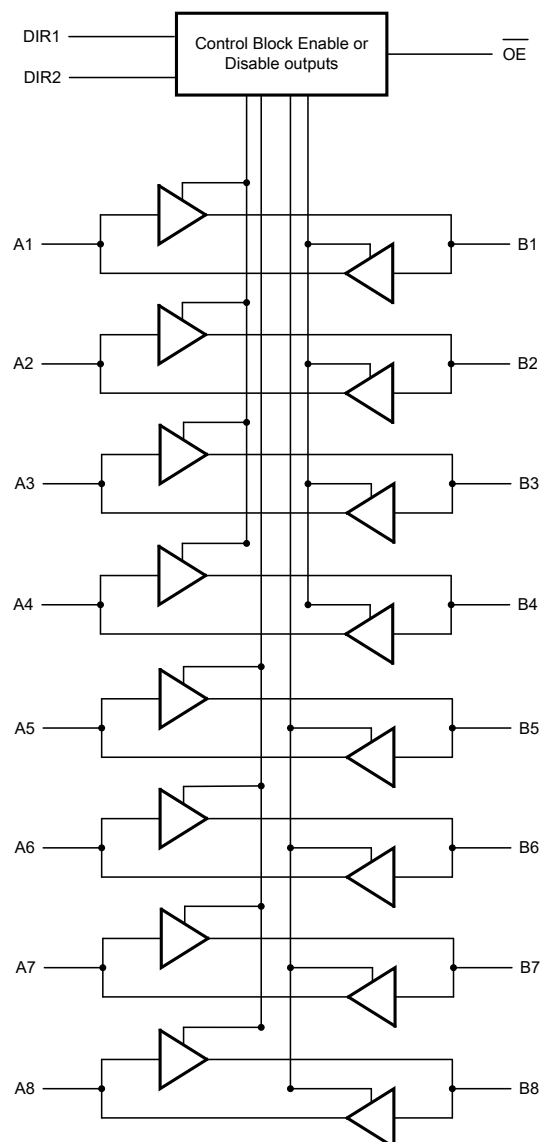 DIR1
DIR2
Control Block Enable or
Disable outputs
OE
A1
B1
A2
B2
A3
B3
A4
B4
A5
B5
A6
B6
A7
B7
A8
B8